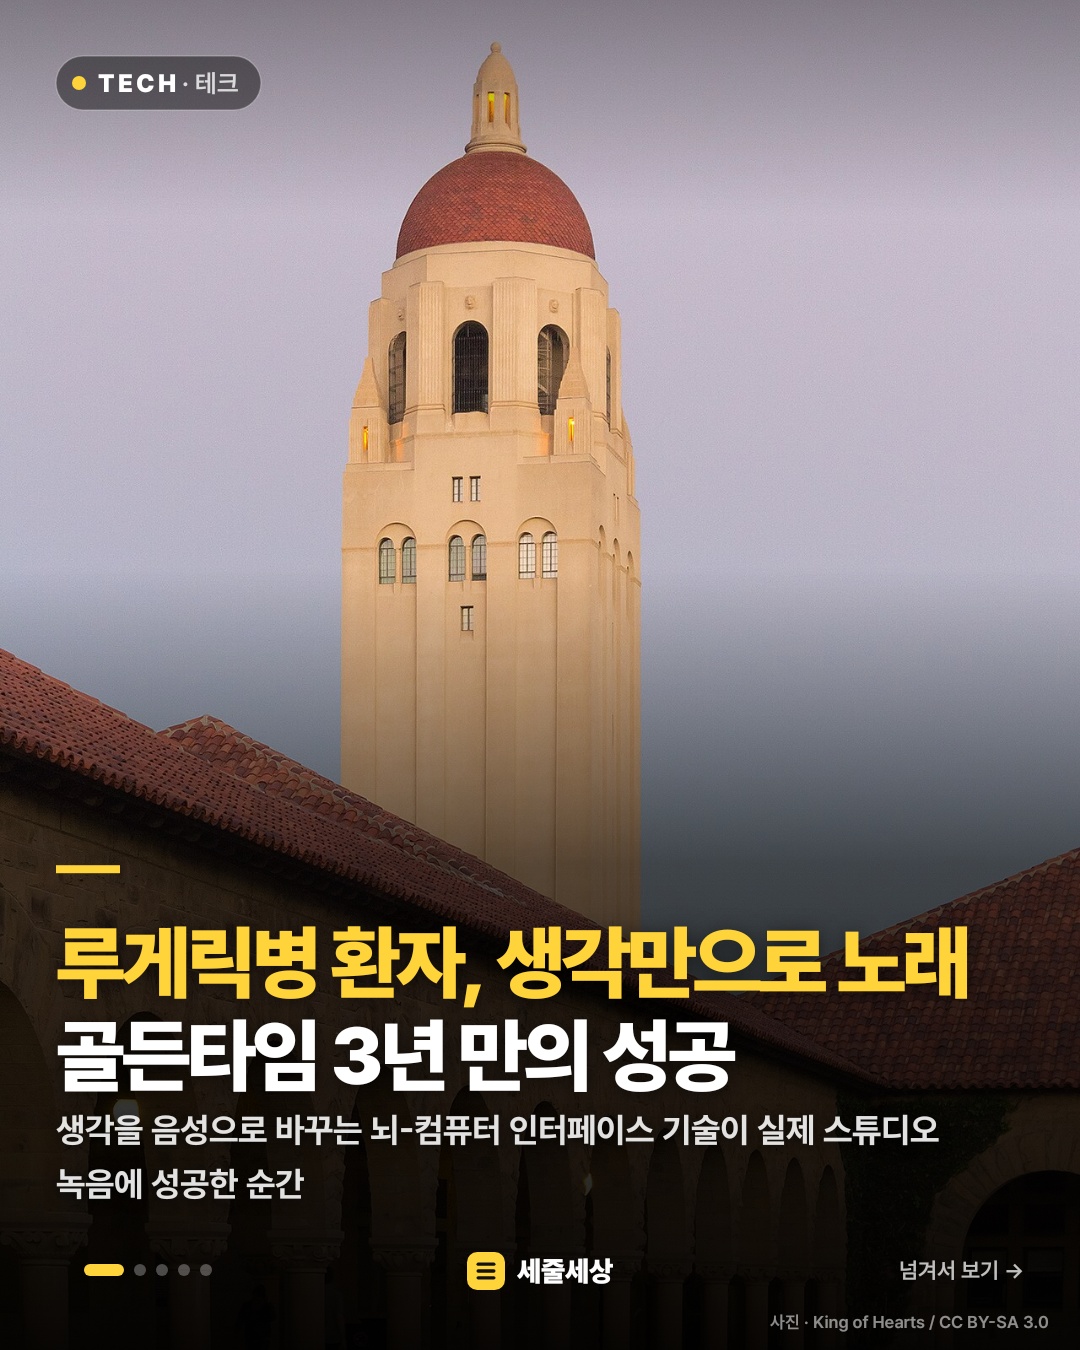 TECH · 테크
루게릭병 환자, 생각만으로 노래
골든타임 3년 만의 성공
생각을 음성으로 바꾸는 뇌-컴퓨터 인터페이스 기술이 실제 스튜디오
녹음에 성공한 순간
세줄세상
넘겨서 보기 →
사진 · King of Hearts / CC BY-SA 3.0